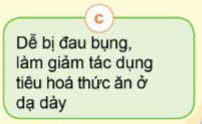 C
Dễ bị đau bụng,
làm giảm tác dụng
tiêu hoá thức ăn ở
dạ dày